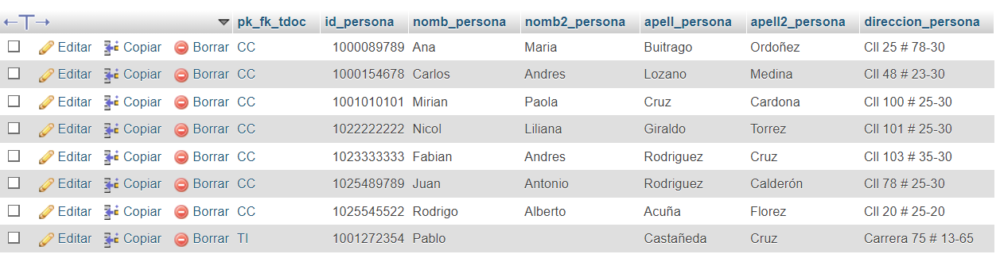 pk_fk_tdoc id_persona nomb_persona nomb2_persona apell_persona apell2_persona direccion_persona
Editar Copiar Borrar CC 1000089789 Ana Maria Buitrago Ordoñez Cll 25 # 78-30
Editar Copiar Borrar CC 1000154678 Carlos Andres Lozano Medina Cll 48 # 23-30
Editar Copiar Borrar CC 1001010101 Mirian Paola Cruz Cardona Cll 100 # 25-30
Editar Copiar Borrar CC 1022222222 Nicol Liliana Giraldo Torrez Cll 101 # 25-30
Editar Copiar Borrar CC 1023333333 Fabian Andres Rodriguez Cruz Cll 103 # 35-30
Editar Copiar Borrar CC 1025489789 Juan Antonio Rodriguez Calderón Cll 78 # 25-30
Editar Copiar Borrar CC 1025545522 Rodrigo Alberto Acuña Florez Cll 20 # 25-20
Editar Copiar Borrar TI 1001272354 Pablo Castañeda Cruz Carrera 75 # 13-65